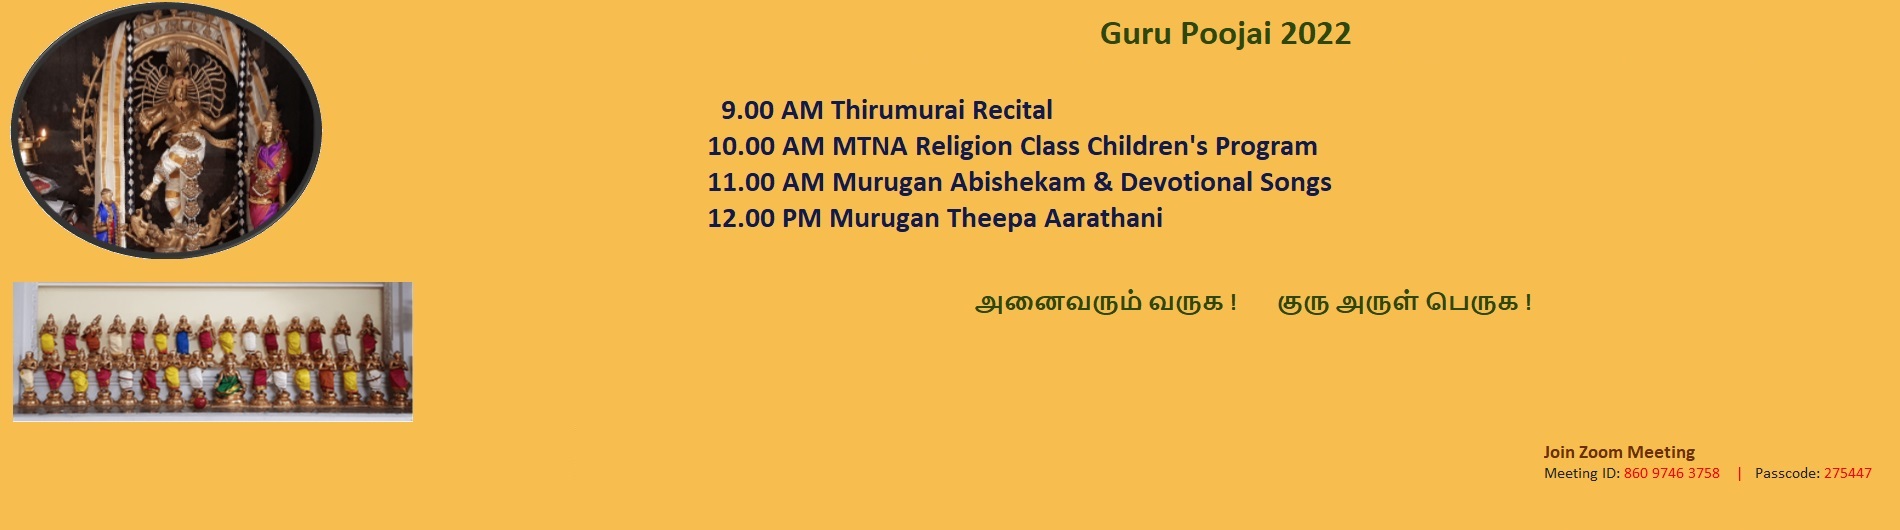 Guru Poojai 2022
9.00 AM Thirumurai Recital
10.00 AM MTNA Religion Class Children's Program
11.00 AM Murugan Abishekam & Devotional Songs
12.00 PM Murugan Theepa Aarathani
அனைவரும் வருக ! குரு அருள் பெருக !
Join Zoom Meeting
Meeting ID: 860 9746 3758 | Passcode: 275447